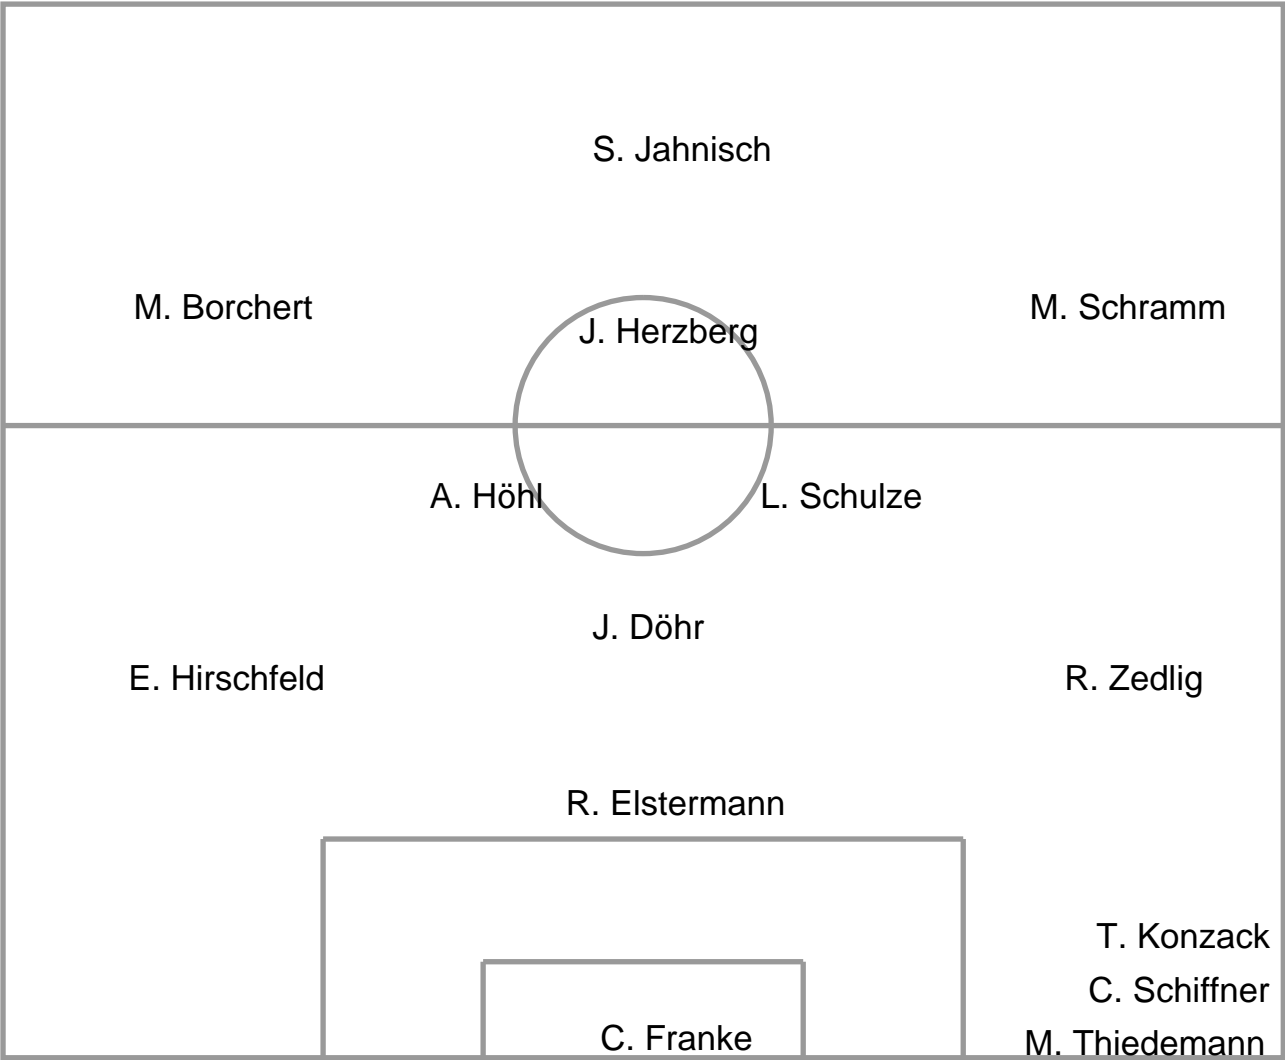 S. Jahnisch
M. Borchert
J. Herzberg
M. Schramm
A. Höhl
L. Schulze
J. Döhr
E. Hirschfeld
R. Zedlig
R. Elstermann
T. Konzack
C. Schiffner
C. Franke
M. Thiedemann